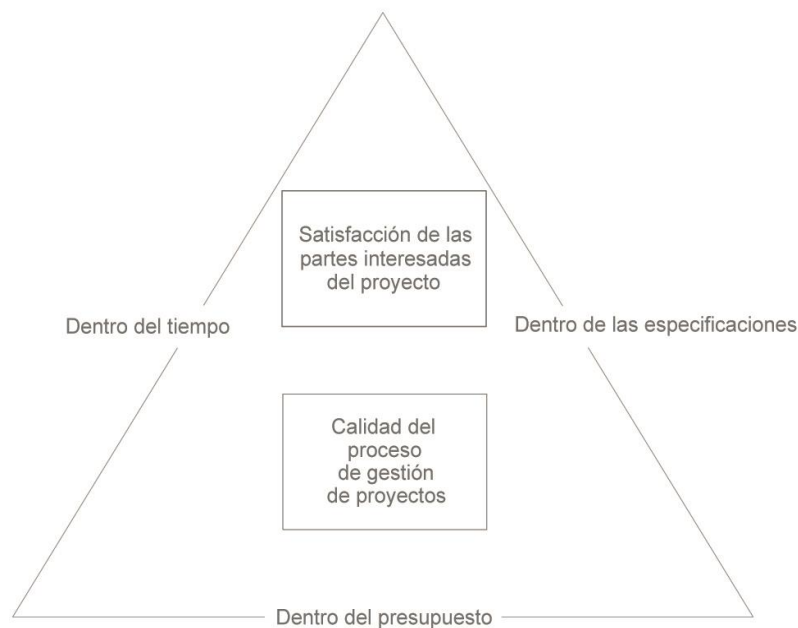 Satisfacción de las
partes interesadas
del proyecto
Dentro del tiempo
Dentro de las especificaciones
Calidad del
proceso
de gestión
de proyectos
Dentro del presupuesto